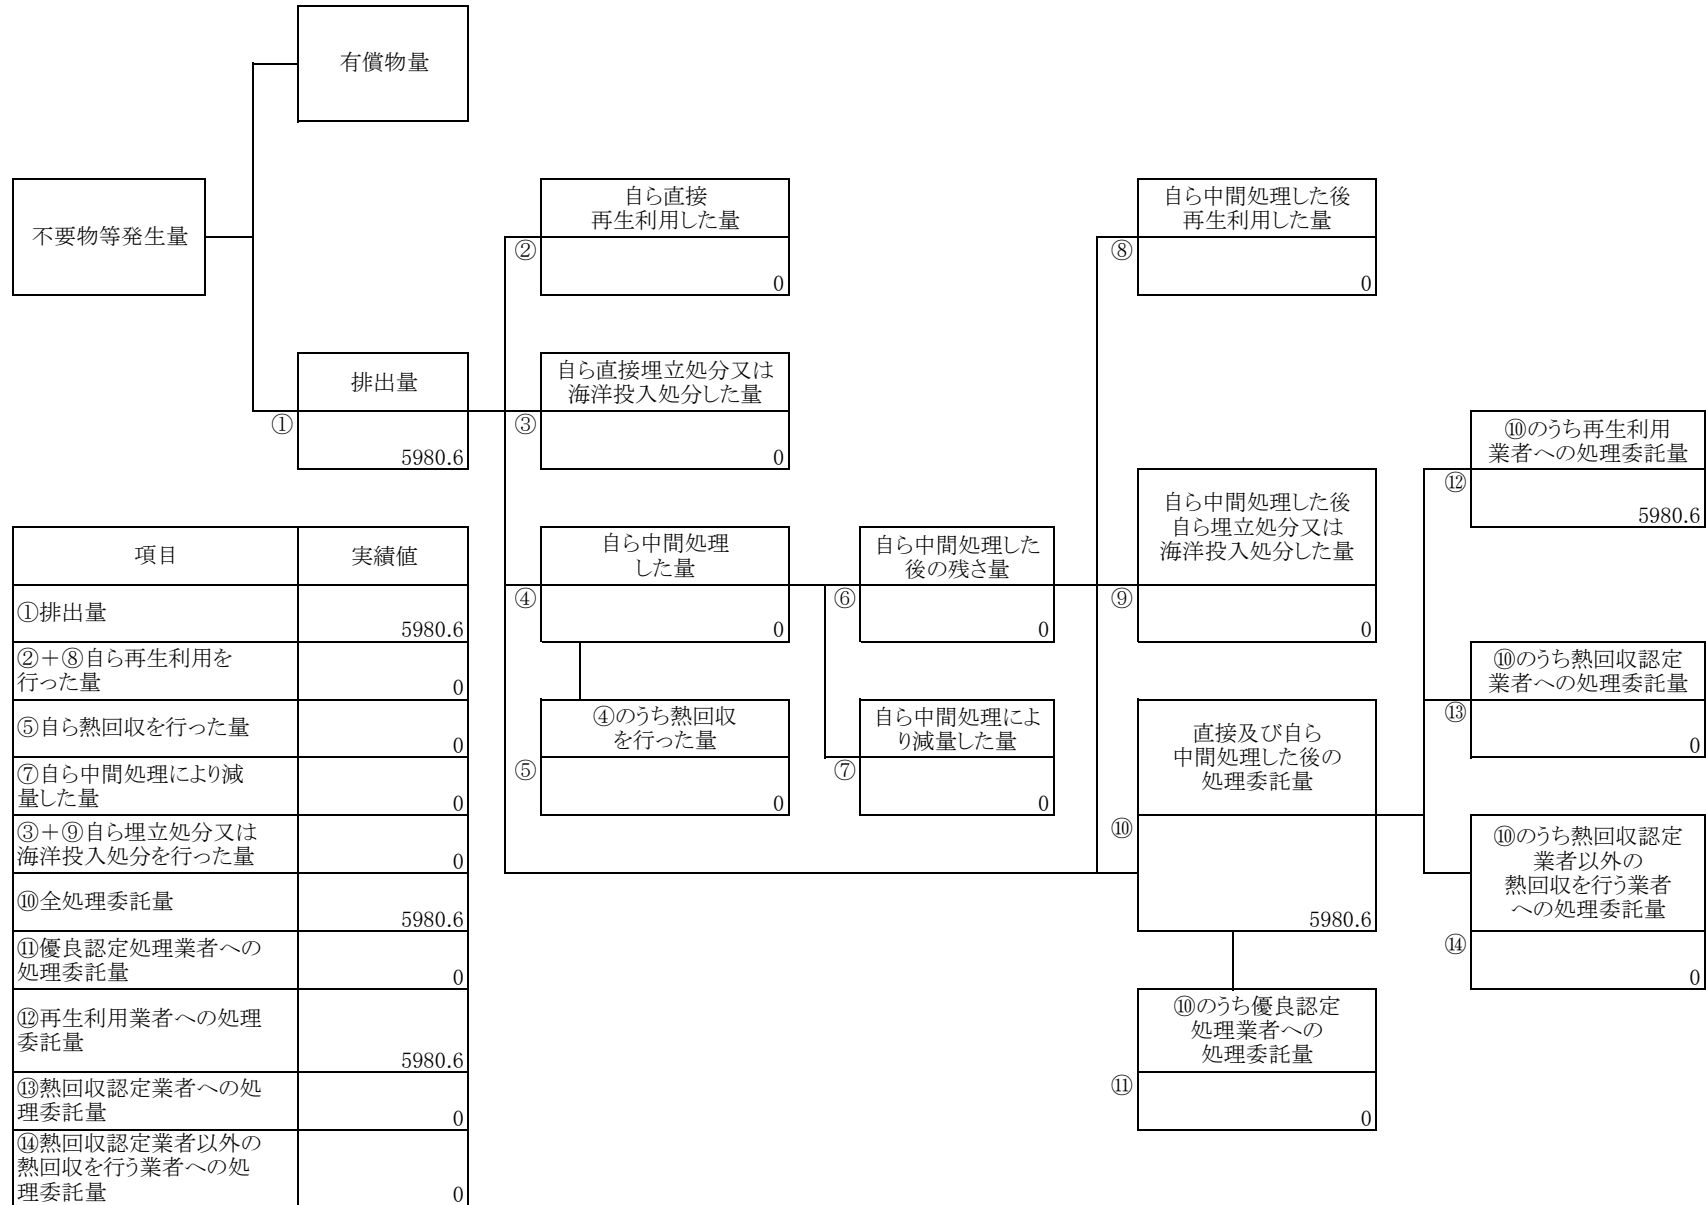 有償物量
不要物等発生量
自ら直接
再生利用した量
②
0
自ら中間処理した後
再生利用した量
⑧
0
排出量
①
5980.6
自ら直接埋立処分又は
海洋投入処分した量
③
0
⑩のうち再生利用
業者への処理委託量
⑫
5980.6
自ら中間処理した後
自ら埋立処分又は
海洋投入処分した量
⑨
0
自ら中間処理
した量
④
0
自ら中間処理した
後の残さ量
⑥
0
④のうち熱回収
を行った量
⑤
0
自ら中間処理によ
り減量した量
⑦
0
直接及び自ら
中間処理した後の
処理委託量
⑩
5980.6
⑩のうち熱回収認定
業者への処理委託量
⑬
0
⑩のうち熱回収認定
業者以外の
熱回収を行う業者
への処理委託量
⑭
0
⑩のうち優良認定
処理業者への
処理委託量
⑪
0
項目
実績値
①排出量
5980.6
②+⑧自ら再生利用を
行った量
0
⑤自ら熱回収を行った量
0
⑦自ら中間処理により減
量した量
0
③+⑨自ら埋立処分又は
海洋投入処分を行った量
0
⑩全処理委託量
5980.6
⑪優良認定処理業者への
処理委託量
0
⑫再生利用業者への処理
委託量
5980.6
⑬熱回収認定業者への処
理委託量
0
⑭熱回収認定業者以外の
熱回収を行う業者への処
理委託量
0